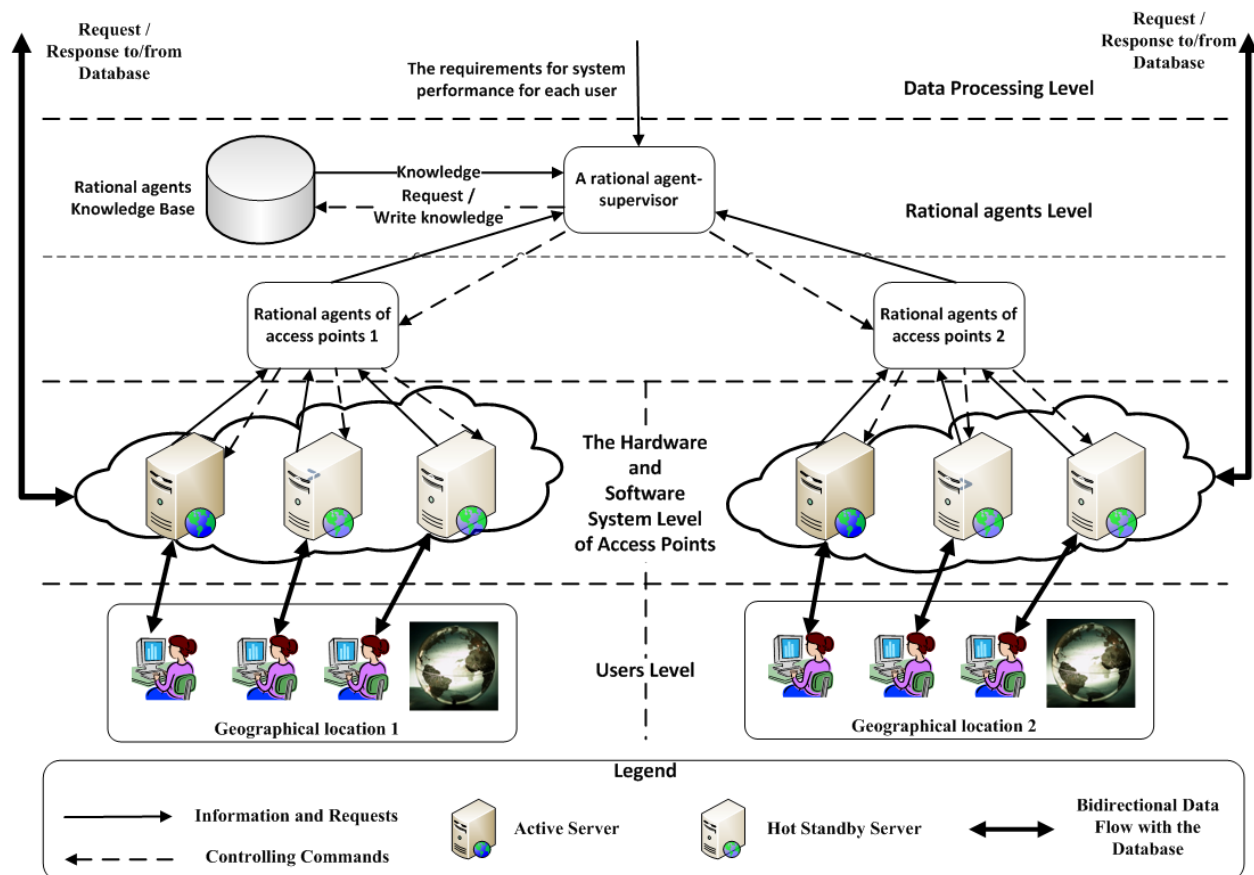 Request /
Response to/from
Database
Request /
Response to/from
Database
The requirements for system
performance for each user
Data Processing Level
Rational agents
Knowledge Base
Knowledge
Request /
Write knowledge
A rational agent-
supervisor
Rational agents Level
Rational agents of
access points 1
Rational agents of
access points 2
The Hardware
and
Software
System Level
of Access Points
Geographical location 1
Users Level
Geographical location 2
Legend
Information and Requests
Controlling Commands
Active Server
Hot Standby Server
Bidirectional Data
Flow with the
Database